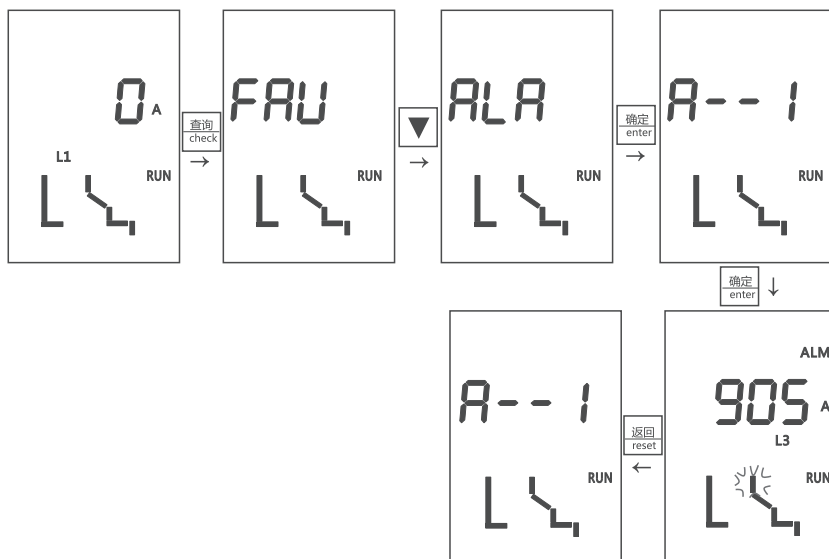 0 A
L1
RUN
查询
check
FAU
RUN
ALA
RUN
确定
enter
A--1
RUN
确定
enter
ALM
905 A
L3
RUN
返回
reset
A--1
RUN